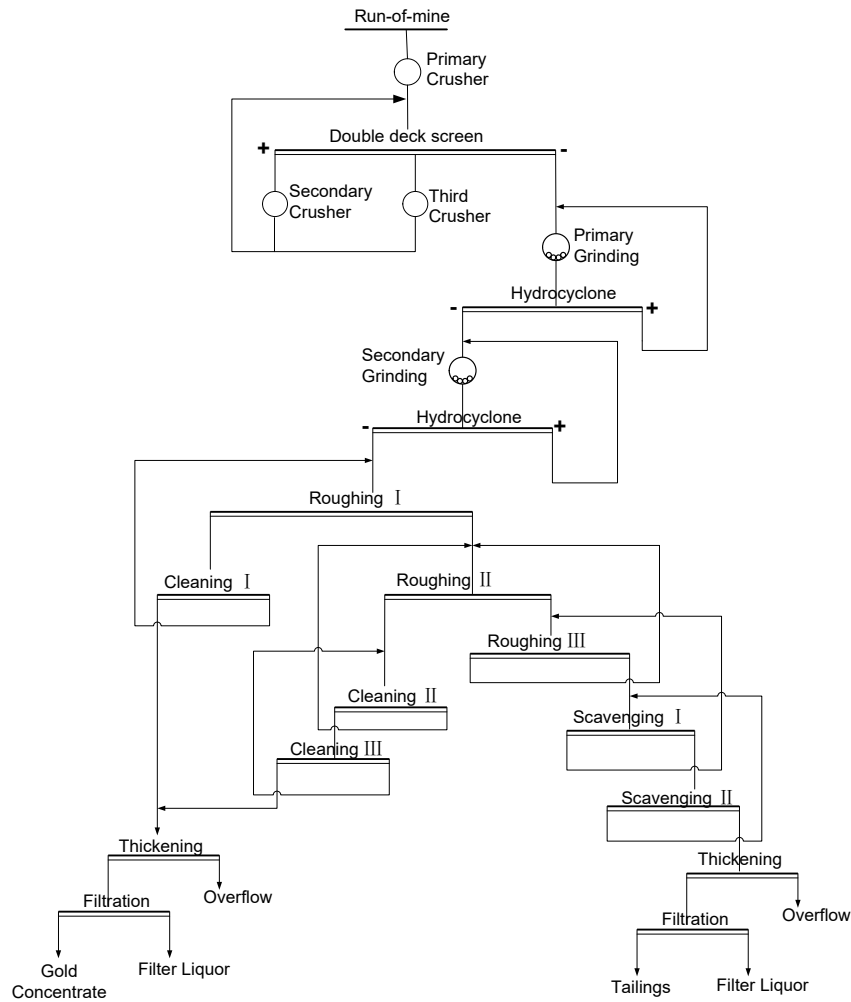 Run-of-mine
Primary
Crusher
Double deck screen
+
-
Secondary
Crusher
Third
Crusher
Primary
Grinding
Hydrocyclone
-
+
Secondary
Grinding
Hydrocyclone
-
+
Roughing Ⅰ
Cleaning Ⅰ
Roughing Ⅱ
Roughing Ⅲ
Cleaning Ⅱ
Scavenging Ⅰ
Cleaning Ⅲ
Scavenging Ⅱ
Thickening
Thickening
Overflow
Filtration
Overflow
Filtration
Gold
Concentrate
Filter Liquor
Tailings
Filter Liquor